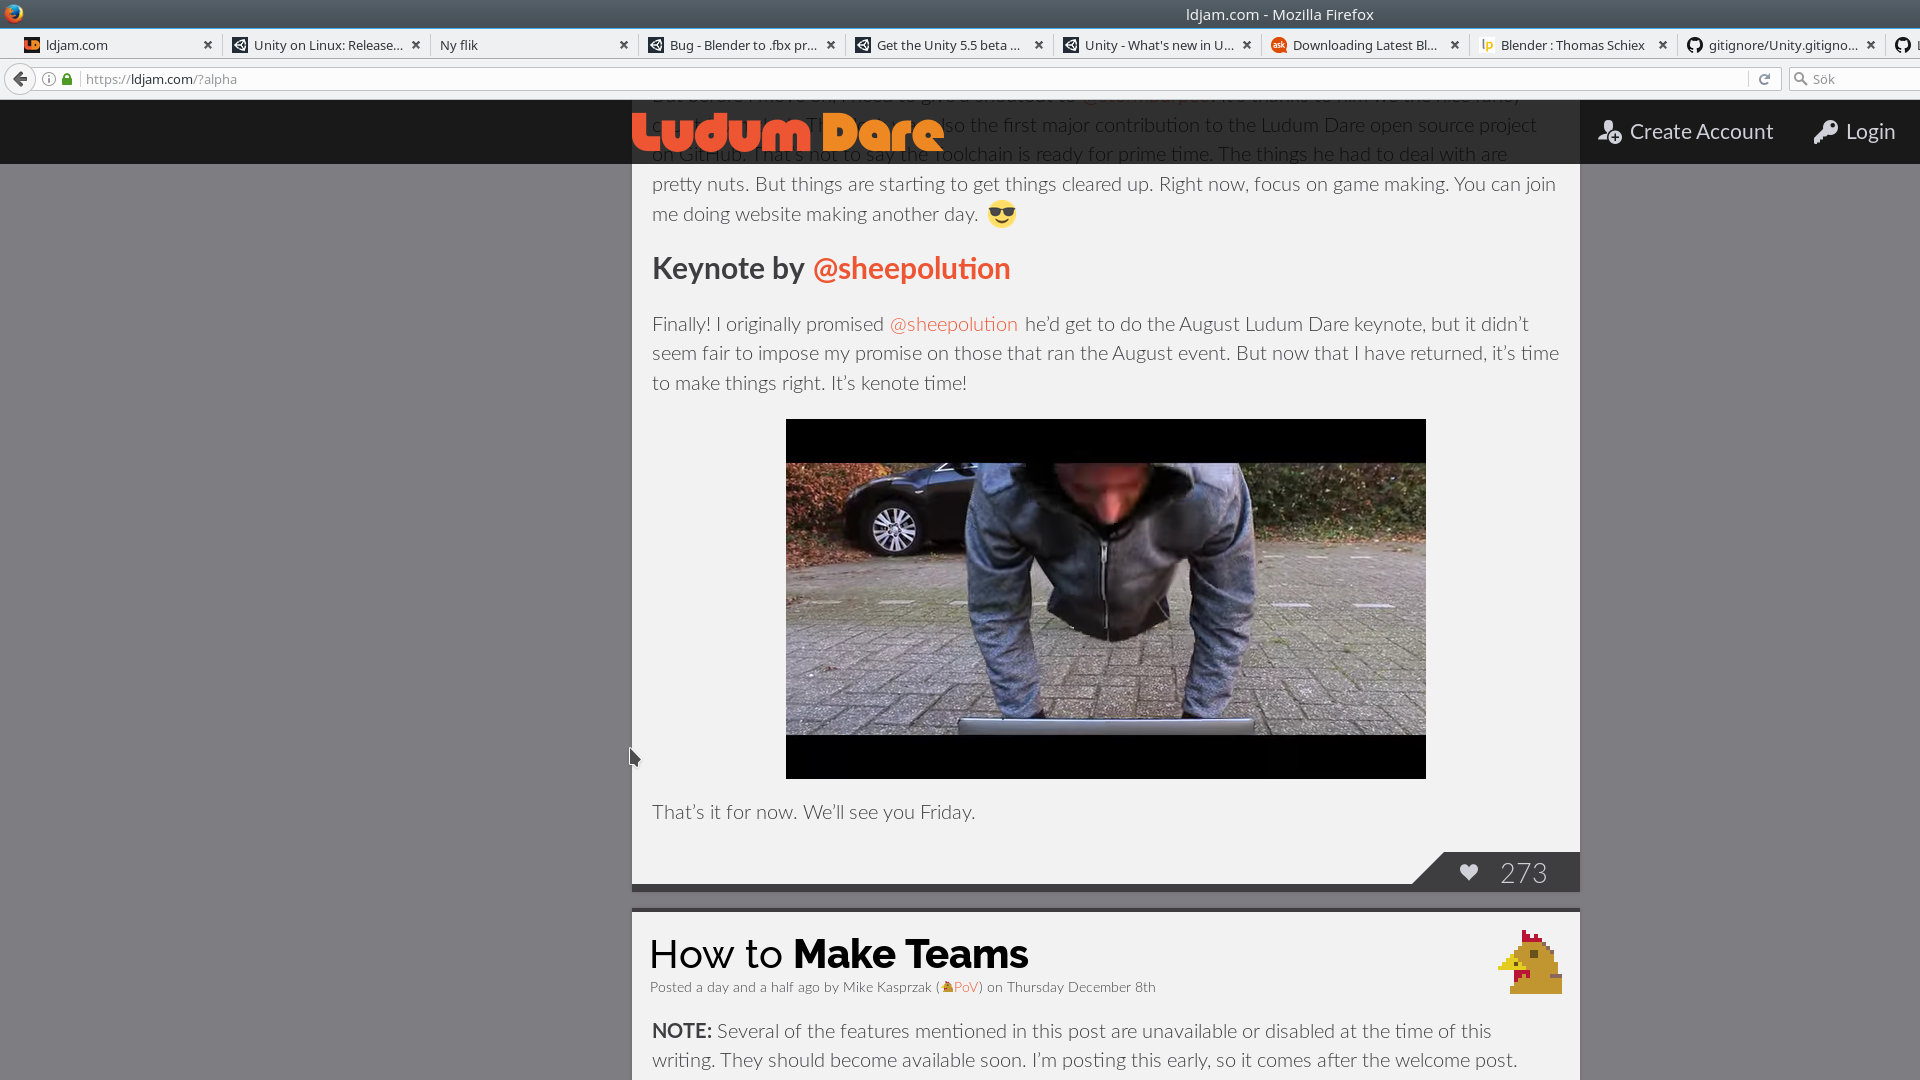 ldjam.com - Mozilla Firefox
ldjam.com
Unity on Linux: Release...
Ny flik
Bug - Blender to .fbx pr...
Get the Unity 5.5 beta ...
Unity - What's new in U...
Downloading Latest Bl...
Blender : Thomas Schiex
gitignore/Unity.gitigno...
https://ldjam.com/?alpha
Sök
Ludum Dare
Create Account
Login
also the first major contribution to the Ludum Dare open source project
on GitHub. That's not to say the Toolchain is ready for prime time. The things he had to deal with are
pretty nuts. But things are starting to get things cleared up. Right now, focus on game making. You can join
me doing website making another day.
Keynote by @sheepolution
Finally! I originally promised @sheepolution he’d get to do the August Ludum Dare keynote, but it didn’t
seem fair to impose my promise on those that ran the August event. But now that I have returned, it’s time
to make things right. It’s kenote time!
That’s it for now. We’ll see you Friday.
273
How to Make Teams
Posted a day and a half ago by Mike Kasprzak (PoV) on Thursday December 8th
NOTE: Several of the features mentioned in this post are unavailable or disabled at the time of this
writing. They should become available soon. I’m posting this early, so it comes after the welcome post.